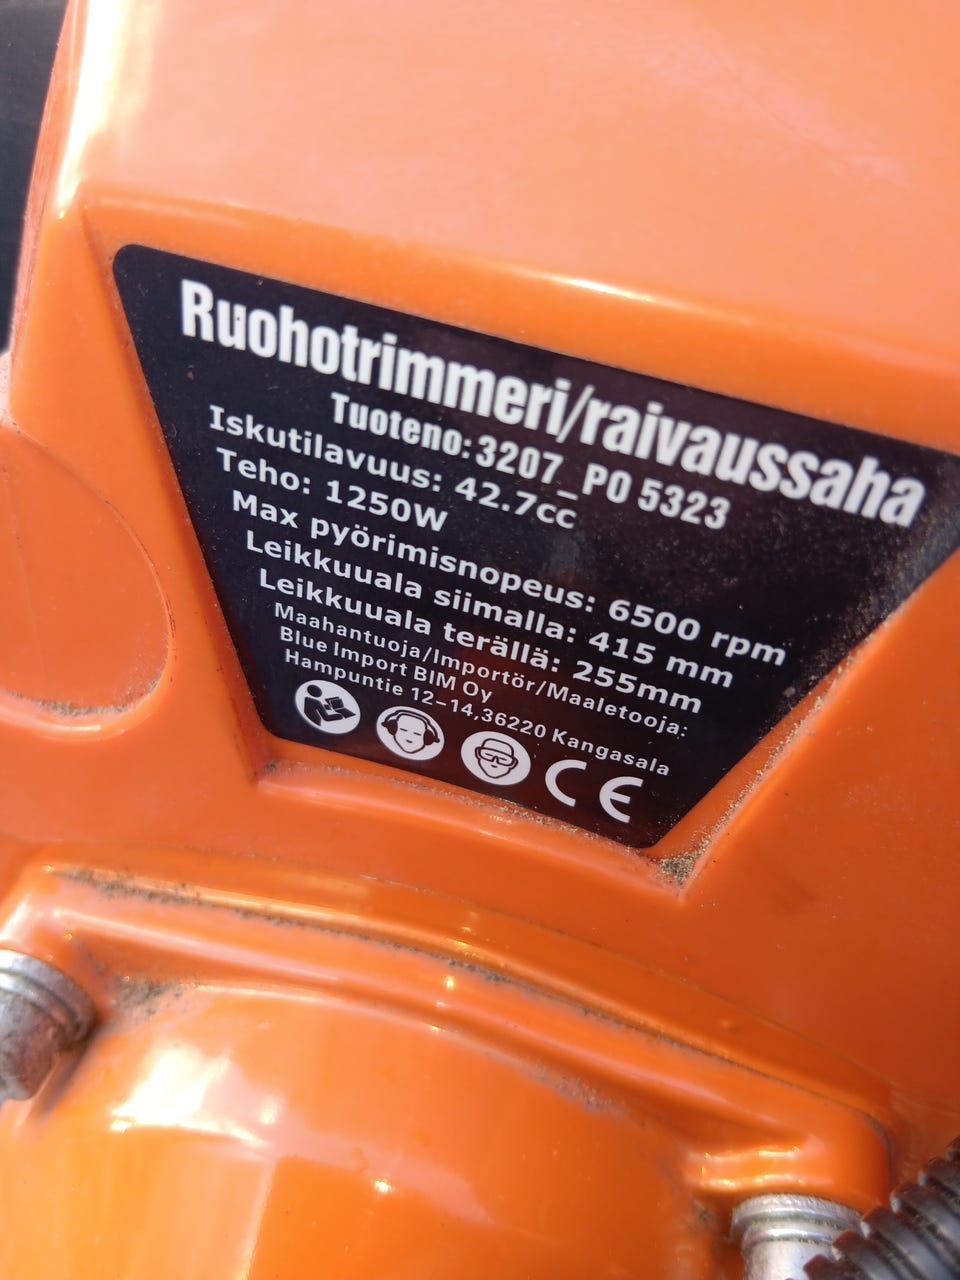 Ruohotrimmeri/raivaussaha
Tuoteno: 3207_PO 5323
Iskutilavuus: 42.7cc
Teho: 1250W
Max pyörimisnopeus: 6500 rpm
Leikkuuala siimalla: 415 mm
Leikkuuala terällä: 255mm
Maahantuoja/Importör/Maaletooja:
Blue Import BIM Oy
Hampuntie 12-14,36220 Kangasala
CE